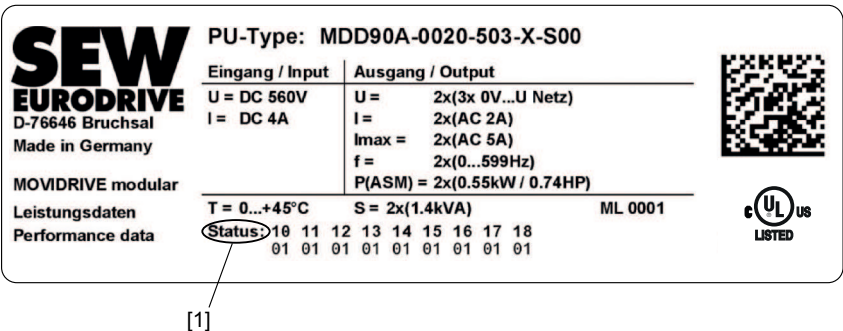 SEW
EURODRIVE
D-76646 Bruchsal
Made in Germany
MOVIDRIVE modular
Leistungsdaten
Performance data
PU-Type: MDD90A-0020-503-X-S00
Eingang / Input
U = DC 560V
I = DC 4A
Ausgang / Output
U = 2x(3x 0V...U Netz)
I = 2x(AC 2A)
Imax = 2x(AC 5A)
f = 2x(0...599Hz)
P(ASM) = 2x(0.55kW / 0.74HP)
T = 0...+45°C S = 2x(1.4kVA) ML 0001
Status: 10 11 12 13 14 15 16 17 18
01 01 01 01 01 01 01 01 01
C UL US
LISTED
[1]